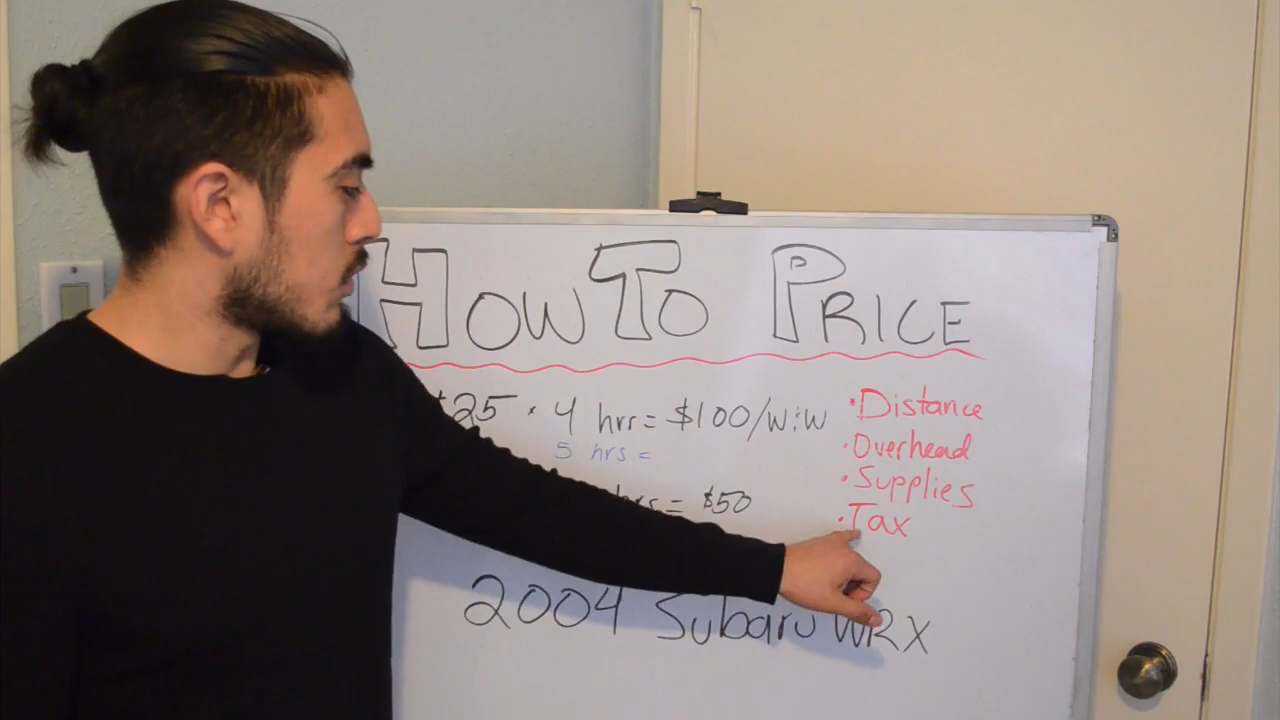 How To Price
$25 · 4 hrs = $100/w:w
5 hrs =
hrs = $50
2004 Subaru WRX
· Distance
· Overhead
· Supplies
· Tax